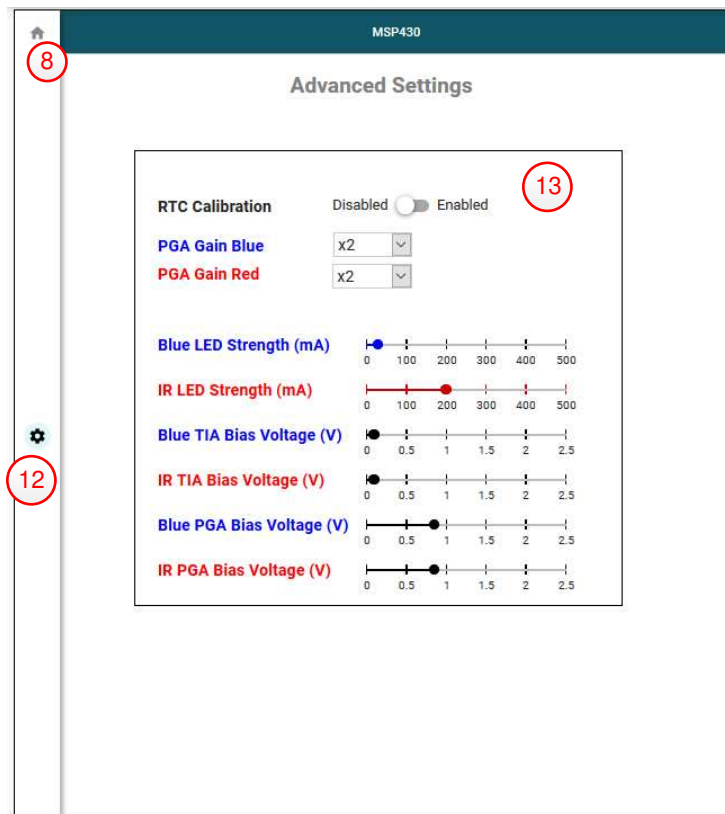 MSP430
8
Advanced Settings
13
RTC Calibration Disabled Enabled
PGA Gain Blue x2
PGA Gain Red x2
Blue LED Strength (mA)
0 100 200 300 400 500
IR LED Strength (mA)
0 100 200 300 400 500
Blue TIA Bias Voltage (V)
0 0.5 1 1.5 2 2.5
12
IR TIA Bias Voltage (V)
0 0.5 1 1.5 2 2.5
Blue PGA Bias Voltage (V)
0 0.5 1 1.5 2 2.5
IR PGA Bias Voltage (V)
0 0.5 1 1.5 2 2.5